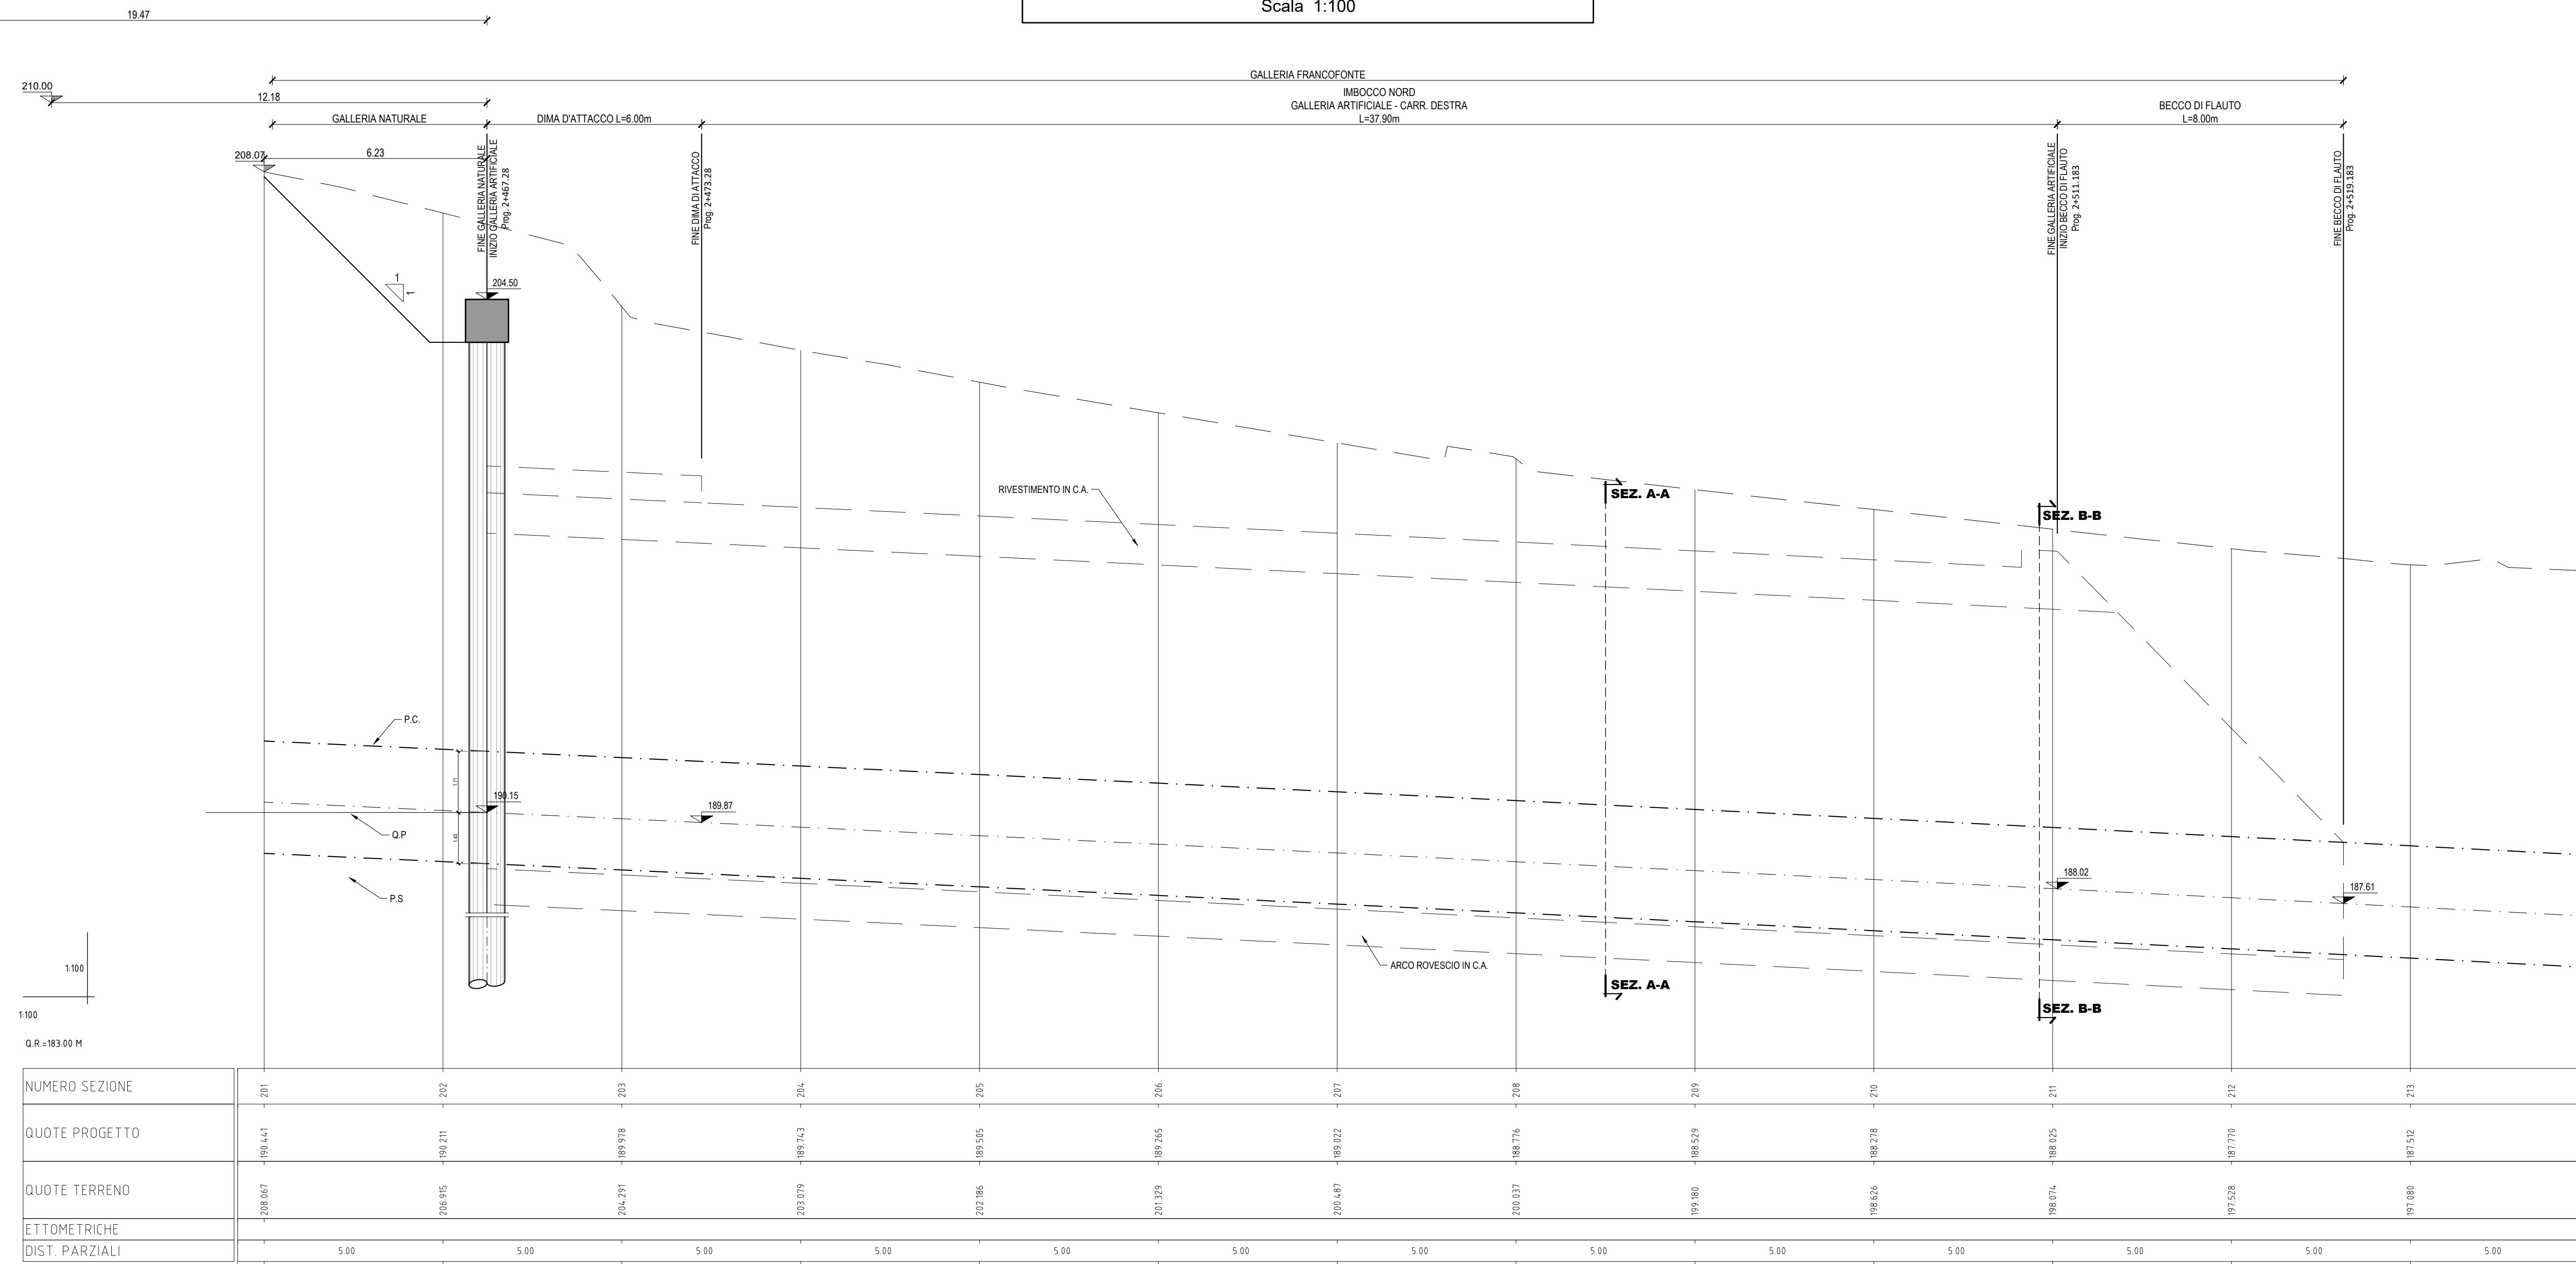 Scala 1:100
19.47
GALLERIA FRANCOFONTE
210.00
12.18
IMBOCCO NORD
GALLERIA ARTIFICIALE - CARR. DESTRA
L=37.90m
BECCO DI FLAUTO
L=8.00m
GALLERIA NATURALE
DIMA D'ATTACCO L=6.00m
208.07
6.23
FINE GALLERIA NATURALE
INIZIO GALLERIA ARTIFICIALE
Prog. 2+467.28
FINE DIMA DI ATTACCO
Prog. 2+473.28
FINE GALLERIA ARTIFICIALE
INIZIO BECCO DI FLAUTO
Prog. 2+511.183
FINE BECCO DI FLAUTO
Prog. 2+519.183
1
1
204.50
RIVESTIMENTO IN C.A.
SEZ. A-A
SEZ. B-B
P.C.
1.71
190.15
189.87
Q.P
1.43
188.02
187.61
P.S
ARCO ROVESCIO IN C.A.
SEZ. A-A
SEZ. B-B
1:100
1:100
Q.R.=183.00 M
NUMERO SEZIONE 201 202 203 204 205 206 207 208 209 210 211 212 213
QUOTE PROGETTO 190.441 190.211 189.978 189.743 189.505 189.265 189.022 188.776 188.529 188.278 188.025 187.770 187.512
QUOTE TERRENO 208.067 206.915 204.291 203.079 202.186 201.329 200.487 200.037 199.180 198.626 198.074 197.528 197.080
ETTOMETRICHE
DIST. PARZIALI 5.00 5.00 5.00 5.00 5.00 5.00 5.00 5.00 5.00 5.00 5.00 5.00 5.00